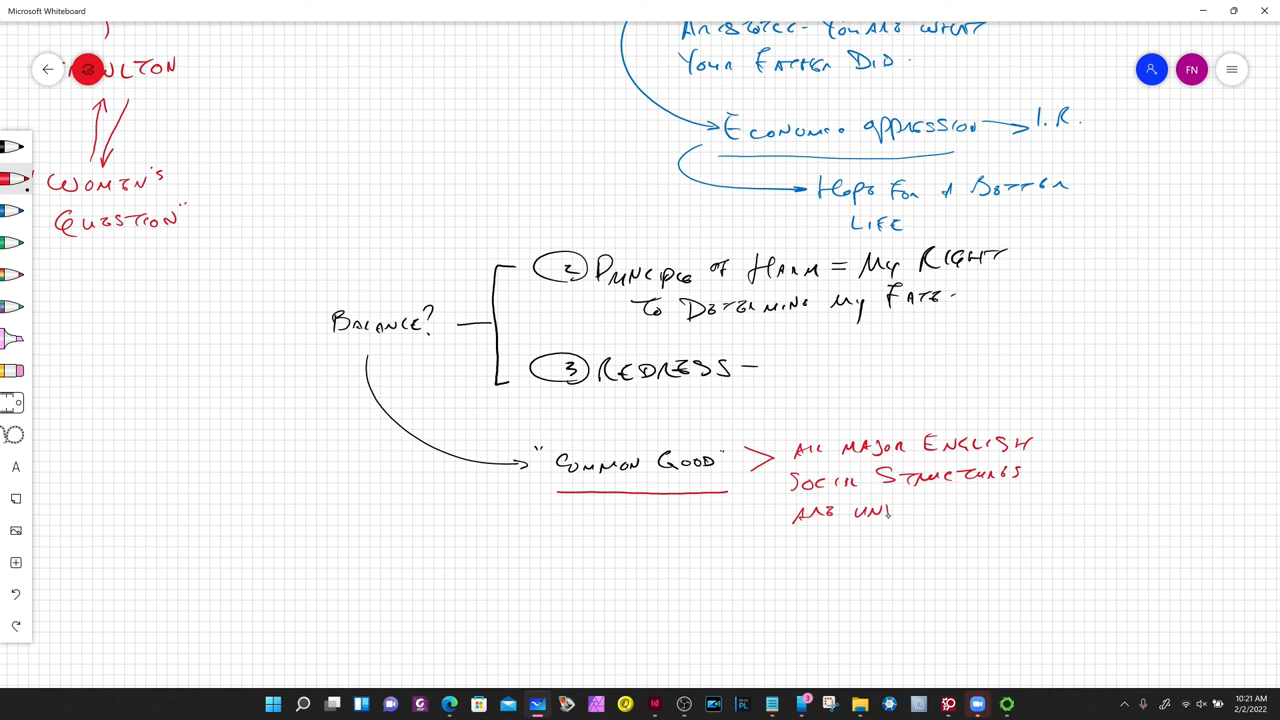 Microsoft Whiteboard
ARISTOTLE - YOU ARE WHAT
YOUR FATHER DID.
FN
ECONOMIC OPPRESSION → I.R.
HOPE FOR A BETTER
LIFE
WOMEN'S
QUESTION"
BALANCE?
2 PRINCIPLE OF HARM = MY RIGHT
TO DETERMINE MY FATE.
3 REDRESS -
"COMMON GOOD" > ALL MAJOR ENGLISH
SOCIAL STRUCTURES
ARE UNI
10:21 AM
2/2/2022